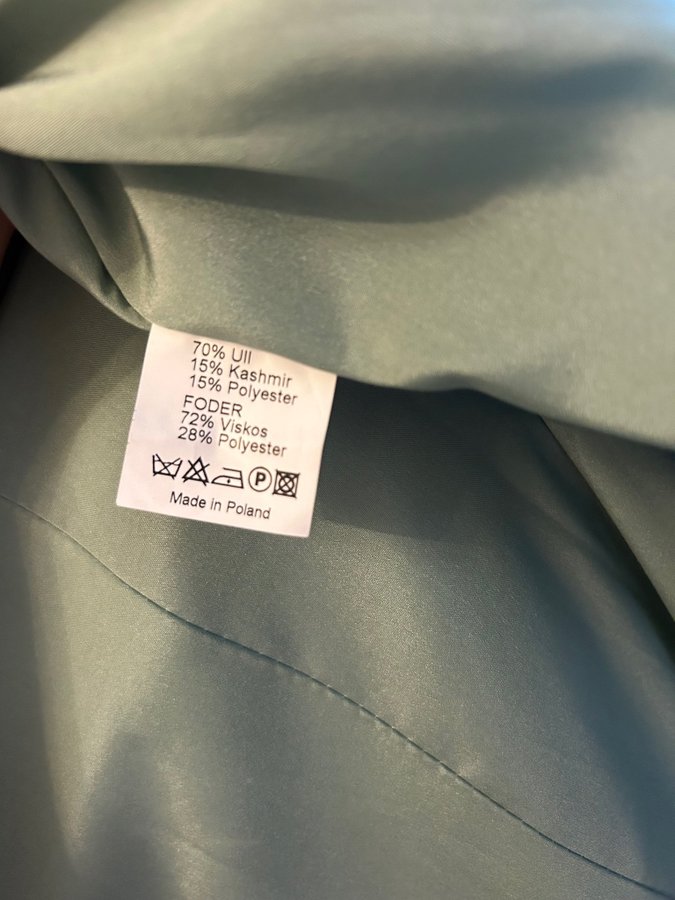 70% Ull
15% Kashmir
15% Polyester
FODER
72% Viskos
28% Polyester
P
Made in Poland